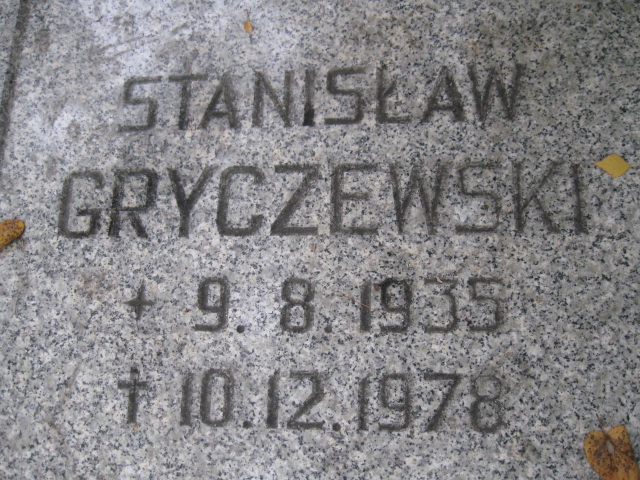 STANISŁAW
GRYCZEWSKI
+ 9. 8. 1935
† 10.12.1978